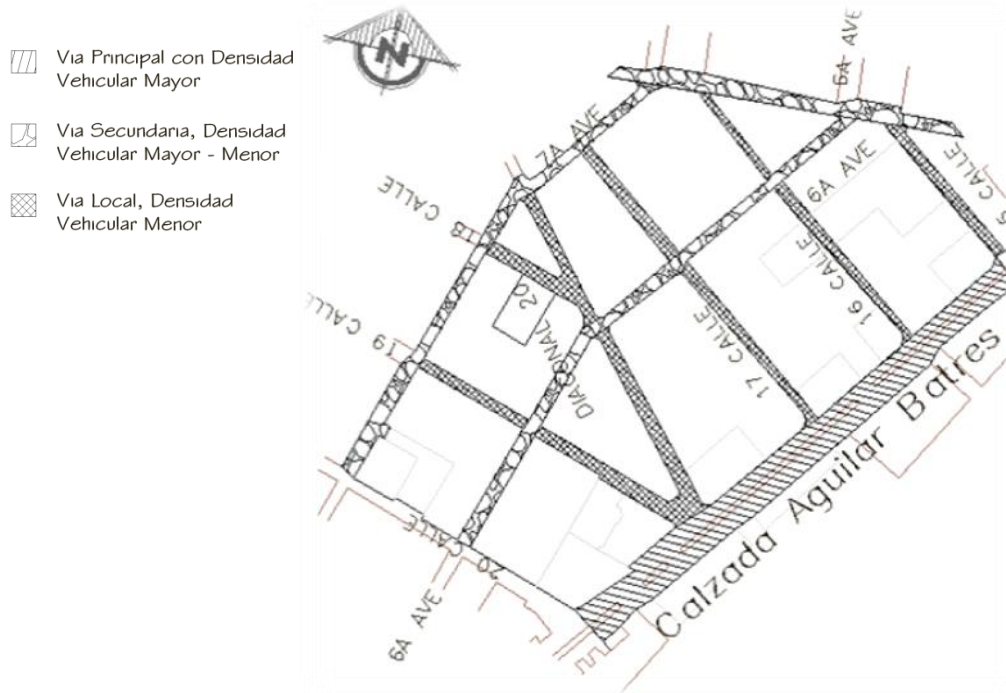 Via Principal con Densidad
Vehicular Mayor
Via Secundaria, Densidad
Vehicular Mayor - Menor
Via Local, Densidad
Vehicular Menor
N
6A AVE
7A AVE
6A AVE
CALLE
18 CALLE
19 CALLE
DIAGONAL 20
17 CALLE
16 CALLE
20 CALLE
6A AVE
Calzada Aguilar Batres